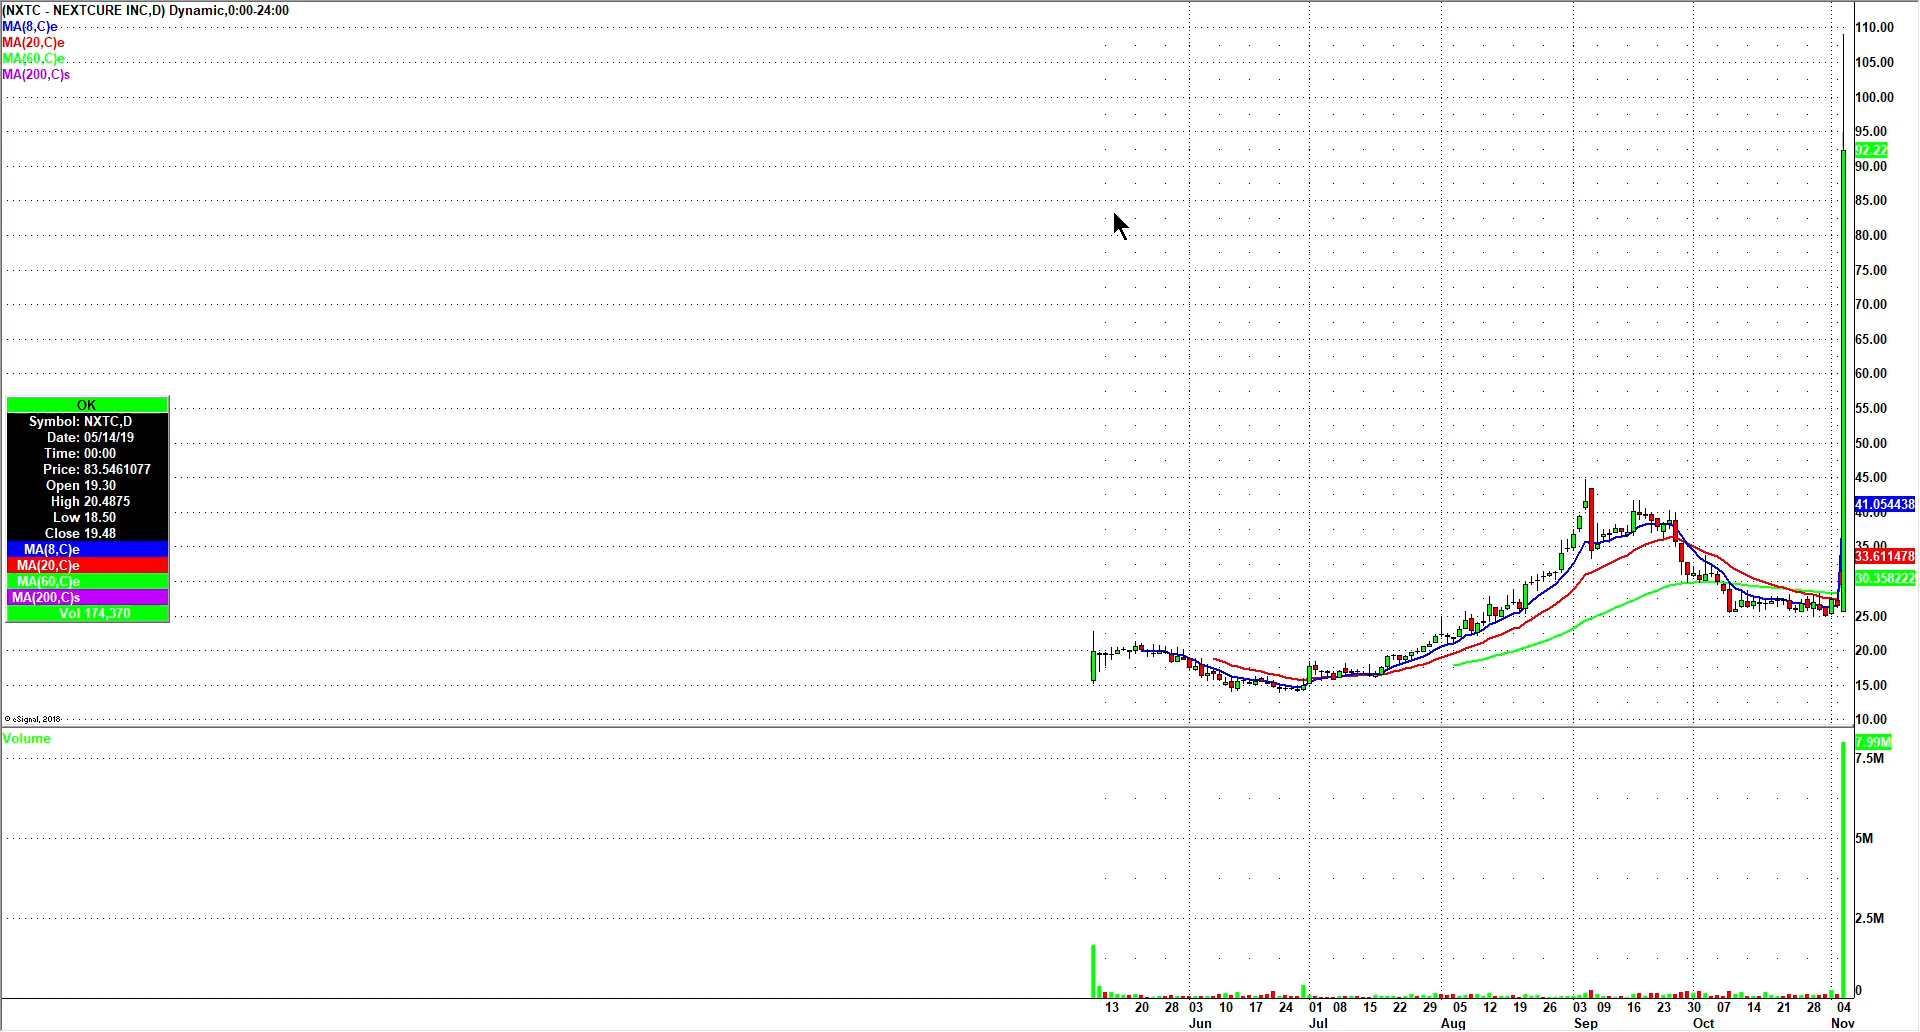 (NXTC - NEXTCURE INC,D) Dynamic,0:00-24:00
MA(8,C)e
MA(20,C)e
MA(60,C)e
MA(200,C)s
110.00
105.00
100.00
95.00
92.22
90.00
85.00
80.00
75.00
70.00
65.00
60.00
55.00
50.00
45.00
41.054438
40.00
35.00
33.611478
30.358222
25.00
20.00
15.00
10.00
OK
Symbol: NXTC,D
Date: 05/14/19
Time: 00:00
Price: 83.5461077
Open 19.30
High 20.4875
Low 18.50
Close 19.48
MA(8,C)e
MA(20,C)e
MA(60,C)e
MA(200,C)s
Vol 174,370
© eSignal, 2018
Volume
7.99M
7.5M
5M
2.5M
0
13 20 28 03 10 17 24 01 08 15 22 29 05 12 19 26 03 09 16 23 30 07 14 21 28 04
Jun Jul Aug Sep Oct Nov